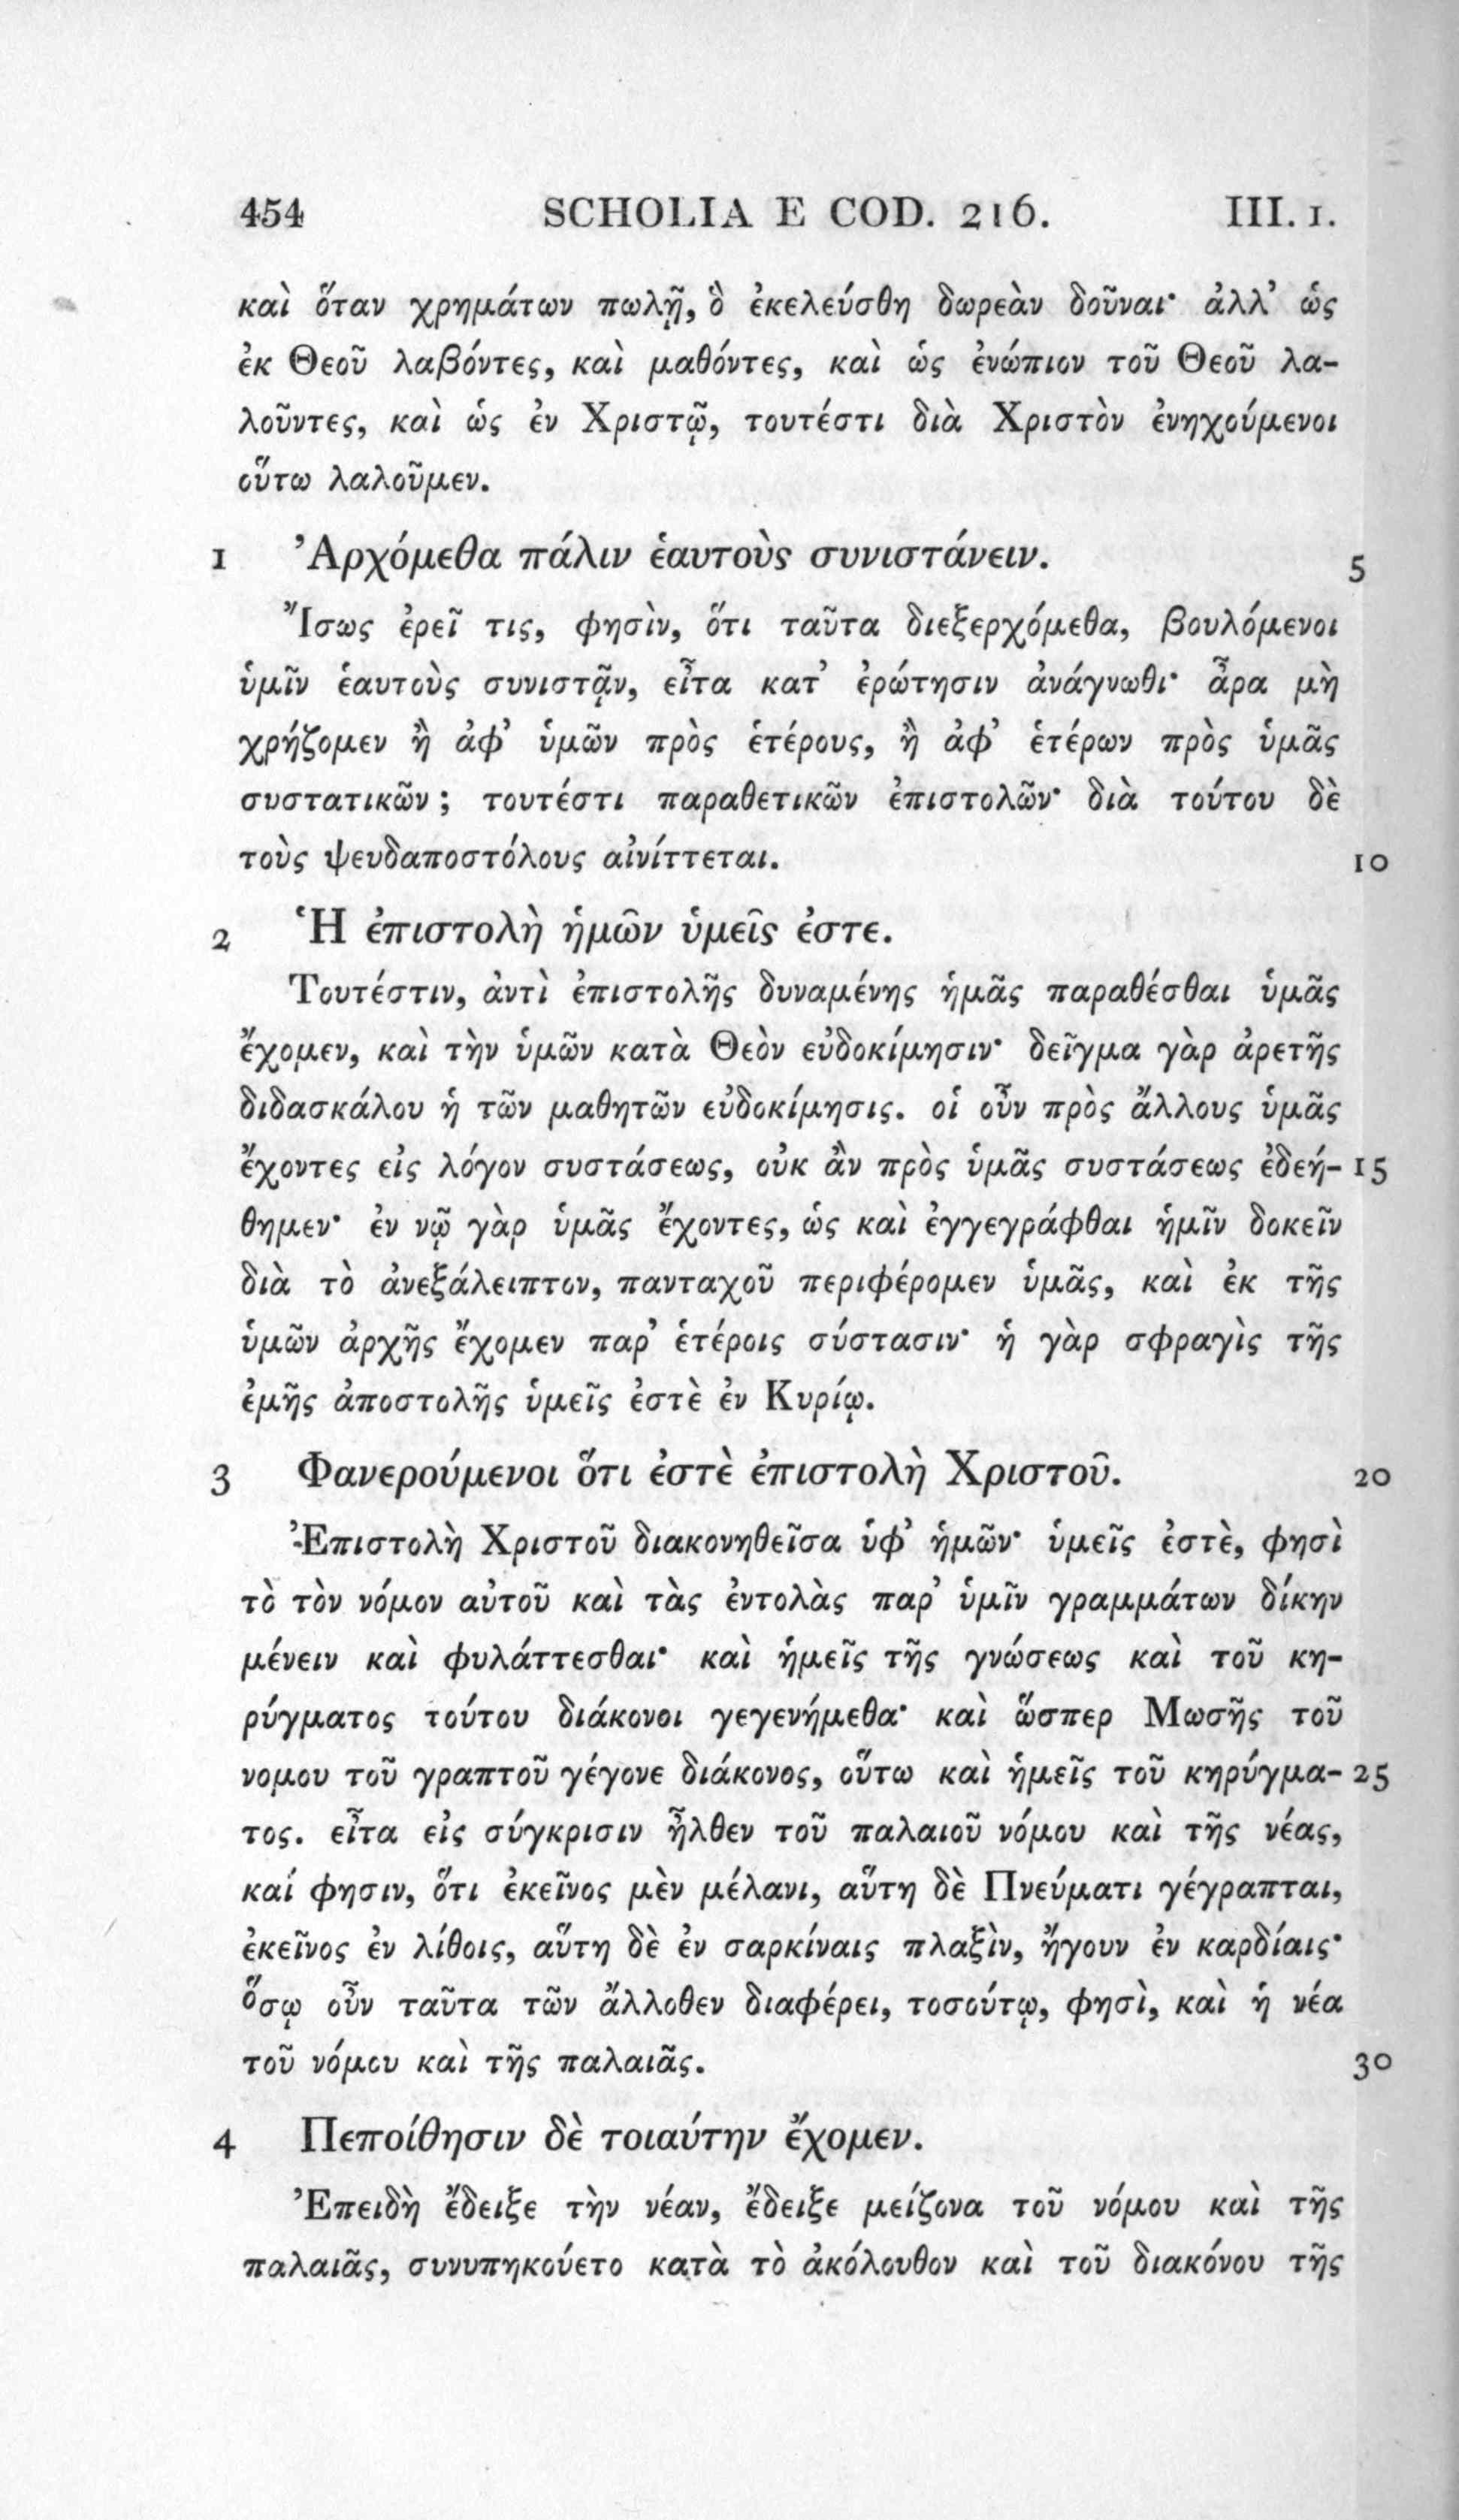 454 SCHOLIA E COD. 216. III. 1.
καὶ ὅταν χρημάτων πωλῇ, ὃ ἐκελεύσθη δωρεὰν δοῦναι· ἀλλ’ ὡς
ἐκ Θεοῦ λαβόντες, καὶ μαθόντες, καὶ ὡς ἐνώπιον τοῦ Θεοῦ λα-
λοῦντες, καὶ ὡς ἐν Χριστῷ, τουτέστι διὰ Χριστὸν ἐνηχούμενοι
οὕτω λαλοῦμεν.
1 Ἀρχόμεθα πάλιν ἑαυτοὺς συνιστάνειν. 5
Ἴσως ἐρεῖ τις, φησὶν, ὅτι ταῦτα διεξερχόμεθα, βουλόμενοι
ὑμῖν ἑαυτοὺς συνιστᾷν, εἶτα κατ’ ἐρώτησιν ἀνάγνωθι· ἆρα μὴ
χρήζομεν ἢ ἀφ’ ὑμῶν πρὸς ἑτέρους, ἢ ἀφ’ ἑτέρων πρὸς ὑμᾶς
συστατικῶν ; τουτέστι παραθετικῶν ἐπιστολῶν· διὰ τούτου δὲ
τοὺς ψευδαποστόλους αἰνίττεται. 10
2 Ἡ ἐπιστολὴ ἡμῶν ὑμεῖς ἐστε.
Τουτέστιν, ἀντὶ ἐπιστολῆς δυναμένης ἡμᾶς παραθέσθαι ὑμᾶς
ἔχομεν, καὶ τὴν ὑμῶν κατὰ Θεὸν εὐδοκίμησιν· δεῖγμα γὰρ ἀρετῆς
διδασκάλου ἡ τῶν μαθητῶν εὐδοκίμησις. οἱ οὖν πρὸς ἄλλους ὑμᾶς
ἔχοντες εἰς λόγον συστάσεως, οὐκ ἂν πρὸς ὑμᾶς συστάσεως ἐδεή- 15
θημεν· ἐν νῷ γὰρ ὑμᾶς ἔχοντες, ὡς καὶ ἐγγεγράφθαι ἡμῖν δοκεῖν
διὰ τὸ ἀνεξάλειπτον, πανταχοῦ περιφέρομεν ὑμᾶς, καὶ ἐκ τῆς
ὑμῶν ἀρχῆς ἔχομεν παρ’ ἑτέροις σύστασιν· ἡ γὰρ σφραγὶς τῆς
ἐμῆς ἀποστολῆς ὑμεῖς ἐστὲ ἐν Κυρίῳ.
3 Φανερούμενοι ὅτι ἐστὲ ἐπιστολὴ Χριστοῦ. 20
Ἐπιστολὴ Χριστοῦ διακονηθεῖσα ὑφ’ ἡμῶν· ὑμεῖς ἐστὲ, φησὶ
τὸ τὸν νόμον αὐτοῦ καὶ τὰς ἐντολὰς παρ’ ὑμῖν γραμμάτων δίκην
μένειν καὶ φυλάττεσθαι· καὶ ἡμεῖς τῆς γνώσεως καὶ τοῦ κη-
ρύγματος τούτου διάκονοι γεγενήμεθα· καὶ ὥσπερ Μωσῆς τοῦ
νομου τοῦ γραπτοῦ γέγονε διάκονος, οὕτω καὶ ἡμεῖς τοῦ κηρύγμα- 25
τος. εἶτα εἰς σύγκρισιν ἦλθεν τοῦ παλαιοῦ νόμου καὶ τῆς νέας,
καί φησιν, ὅτι ἐκεῖνος μὲν μέλανι, αὕτη δὲ Πνεύματι γέγραπται,
ἐκεῖνος ἐν λίθοις, αὕτη δὲ ἐν σαρκίναις πλαξὶν, ἤγουν ἐν καρδίαις·
ὅσῳ οὖν ταῦτα τῶν ἄλλοθεν διαφέρει, τοσούτῳ, φησὶ, καὶ ἡ νέα
τοῦ νόμου καὶ τῆς παλαιᾶς. 30
4 Πεποίθησιν δὲ τοιαύτην ἔχομεν.
Ἐπειδὴ ἔδειξε τὴν νέαν, ἔδειξε μείζονα τοῦ νόμου καὶ τῆς
παλαιᾶς, συνυπηκούετο κατὰ τὸ ἀκόλουθον καὶ τοῦ διακόνου τῆς